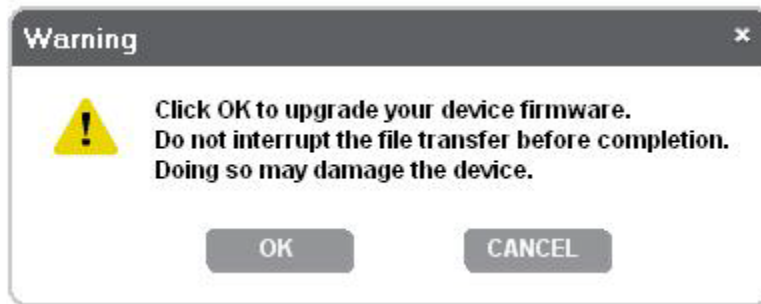 Warning
×
Click OK to upgrade your device firmware.
Do not interrupt the file transfer before completion.
Doing so may damage the device.
!
OK CANCEL